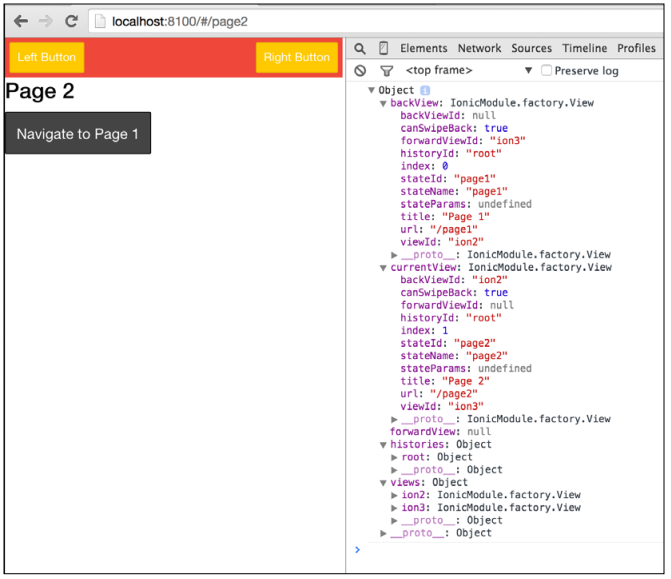 localhost:8100/#/page2
Left Button
Right Button
Page 2
Navigate to Page 1
Elements Network Sources Timeline Profiles
<top frame> Preserve log
Object i
backView: IonicModule.factory.View
backViewId: null
canSwipeBack: true
forwardViewId: "ion3"
historyId: "root"
index: 0
stateId: "page1"
stateName: "page1"
stateParams: undefined
title: "Page 1"
url: "/page1"
viewId: "ion2"
__proto__: IonicModule.factory.View
currentView: IonicModule.factory.View
backViewId: "ion2"
canSwipeBack: true
forwardViewId: null
historyId: "root"
index: 1
stateId: "page2"
stateName: "page2"
stateParams: undefined
title: "Page 2"
url: "/page2"
viewId: "ion3"
__proto__: IonicModule.factory.View
forwardView: null
histories: Object
root: Object
__proto__: Object
views: Object
ion2: IonicModule.factory.View
ion3: IonicModule.factory.View
__proto__: Object
__proto__: Object